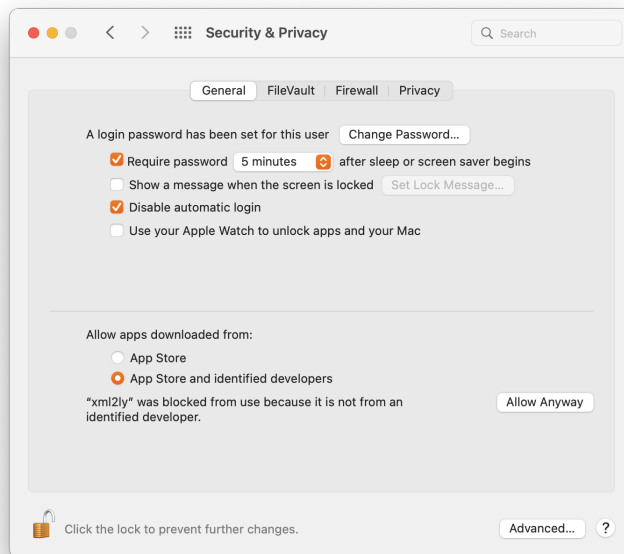 Security & Privacy
Search
General FileVault Firewall Privacy
A login password has been set for this user Change Password...
Require password 5 minutes after sleep or screen saver begins
Show a message when the screen is locked Set Lock Message...
Disable automatic login
Use your Apple Watch to unlock apps and your Mac
Allow apps downloaded from:
App Store
App Store and identified developers
“xml2ly” was blocked from use because it is not from an Allow Anyway
identified developer.
Click the lock to prevent further changes. Advanced... ?